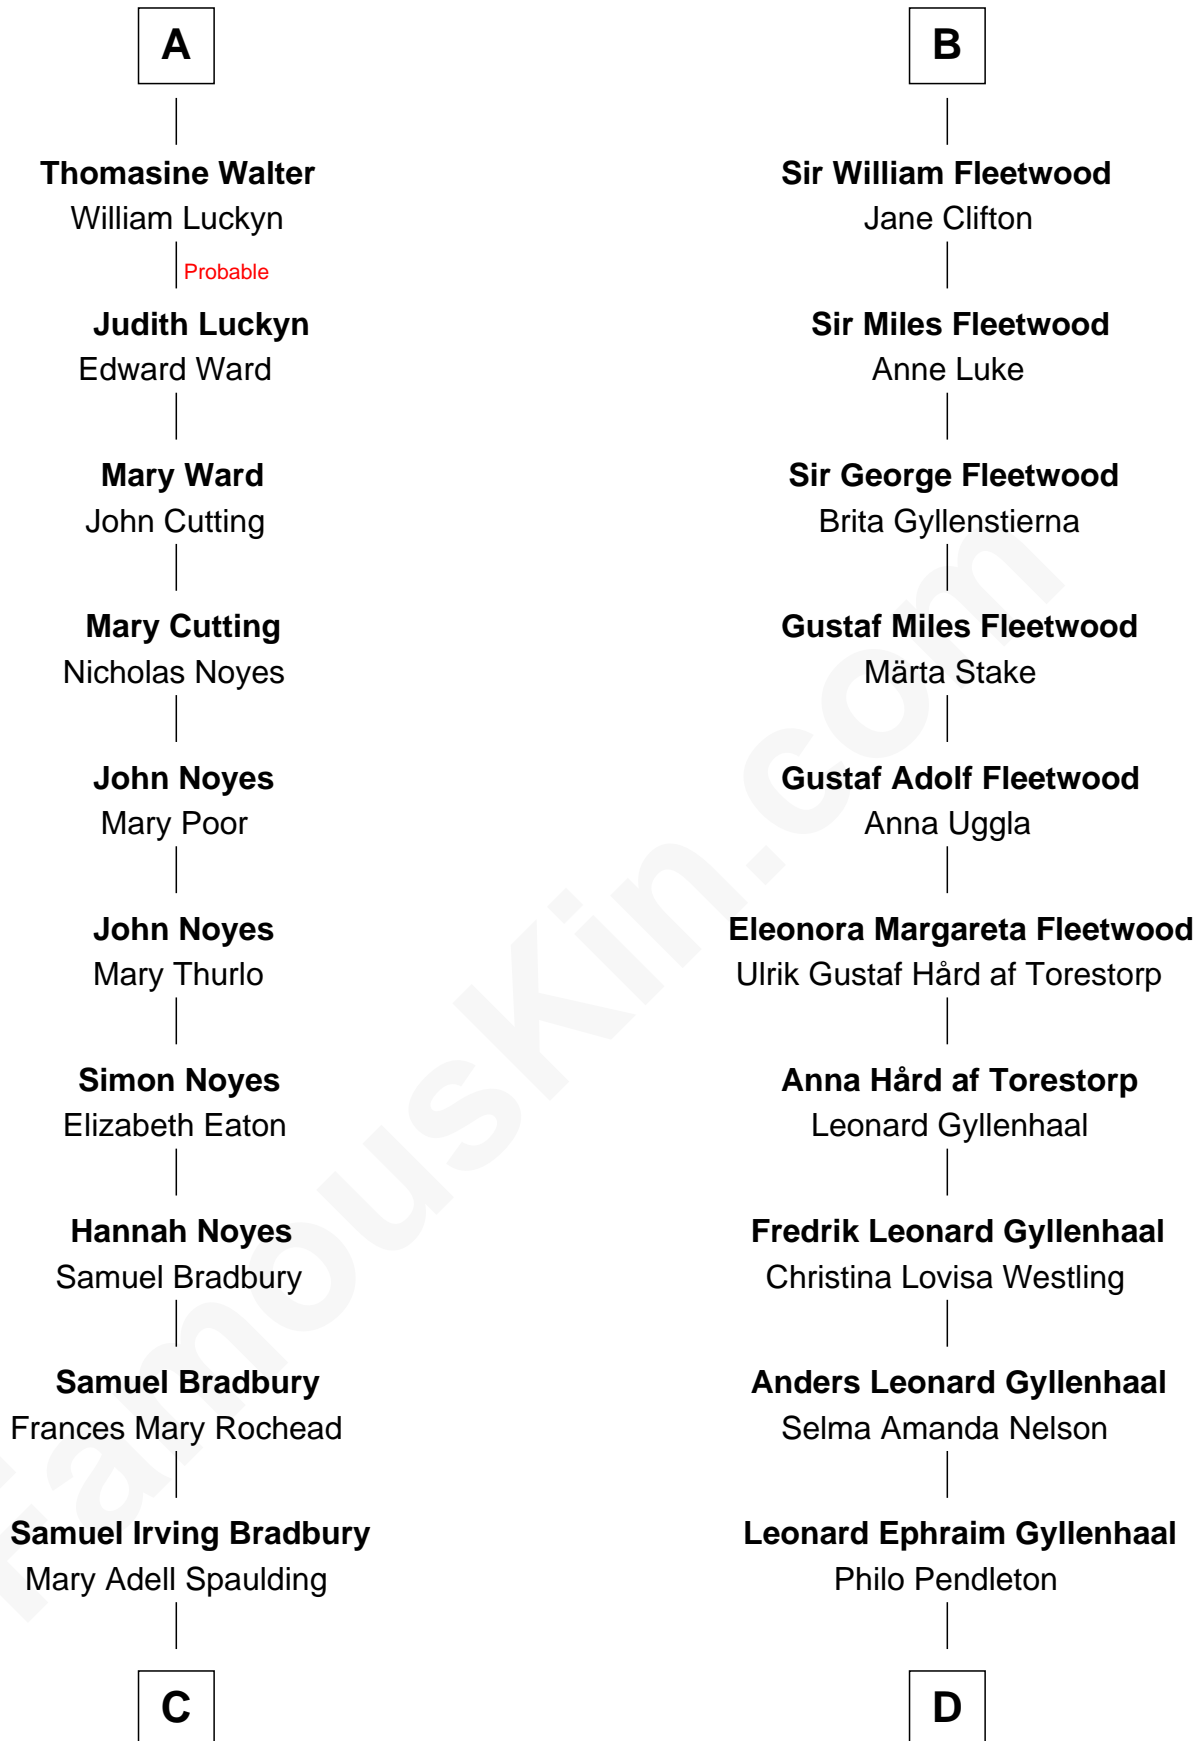 A
Thomasine Walter
William Luckyn
Probable
Judith Luckyn
Edward Ward
Mary Ward
John Cutting
Mary Cutting
Nicholas Noyes
John Noyes
Mary Poor
John Noyes
Mary Thurlo
Simon Noyes
Elizabeth Eaton
Hannah Noyes
Samuel Bradbury
Samuel Bradbury
Frances Mary Rochead
Samuel Irving Bradbury
Mary Adell Spaulding
C
B
Sir William Fleetwood
Jane Clifton
Sir Miles Fleetwood
Anne Luke
Sir George Fleetwood
Brita Gyllenstierna
Gustaf Miles Fleetwood
Märta Stake
Gustaf Adolf Fleetwood
Anna Uggla
Eleonora Margareta Fleetwood
Ulrik Gustaf Hård af Torestorp
Anna Hård af Torestorp
Leonard Gyllenhaal
Fredrik Leonard Gyllenhaal
Christina Lovisa Westling
Anders Leonard Gyllenhaal
Selma Amanda Nelson
Leonard Ephraim Gyllenhaal
Philo Pendleton
D
FamousKin.com